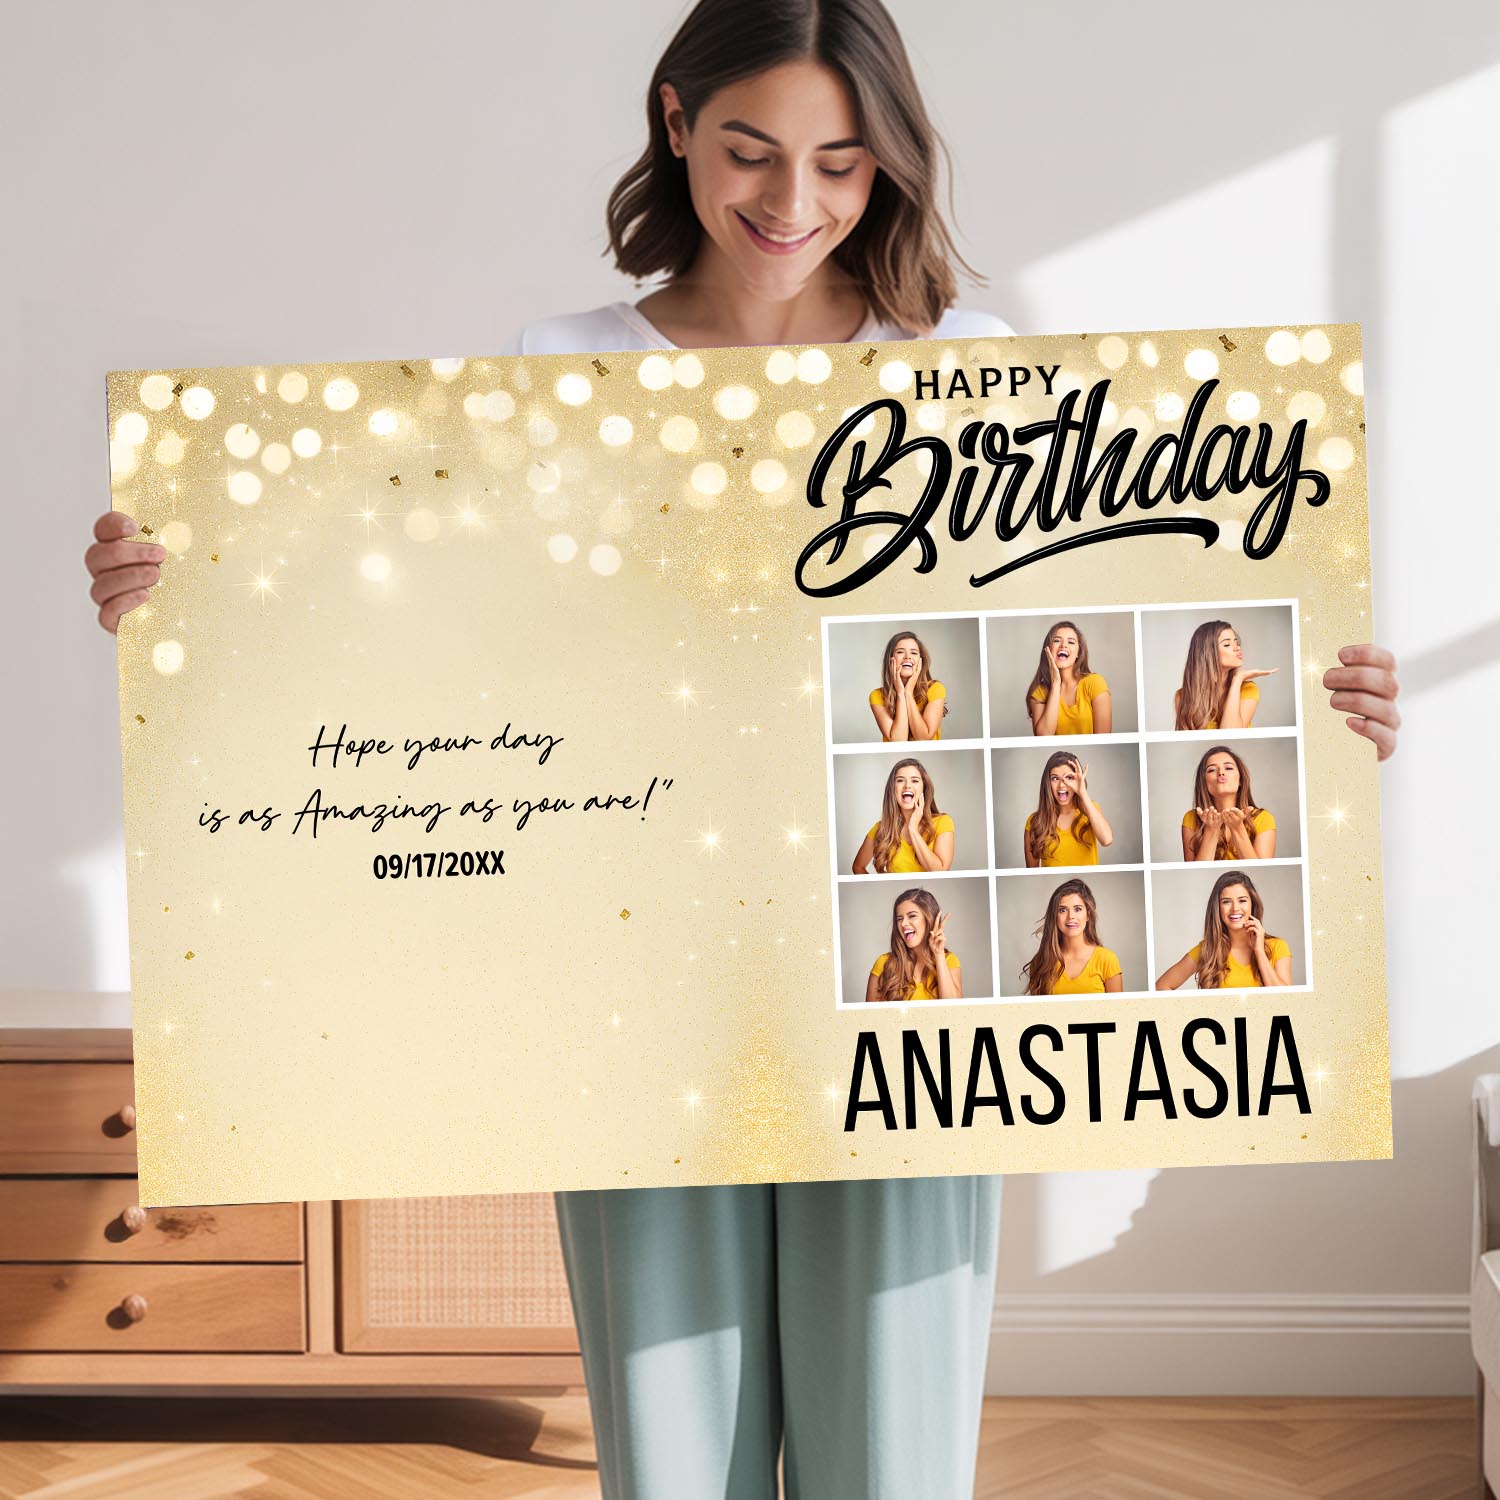 HAPPY
Birthday
Hope your day
is as Amazing as you are!"
09/17/20XX
ANASTASIA